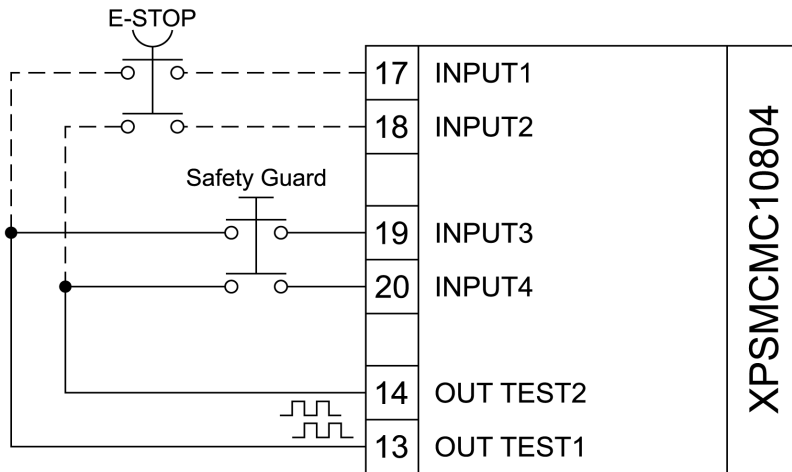 E-STOP
17 INPUT1
18 INPUT2
Safety Guard
19 INPUT3
20 INPUT4
14 OUT TEST2
13 OUT TEST1
XPSMCMC10804